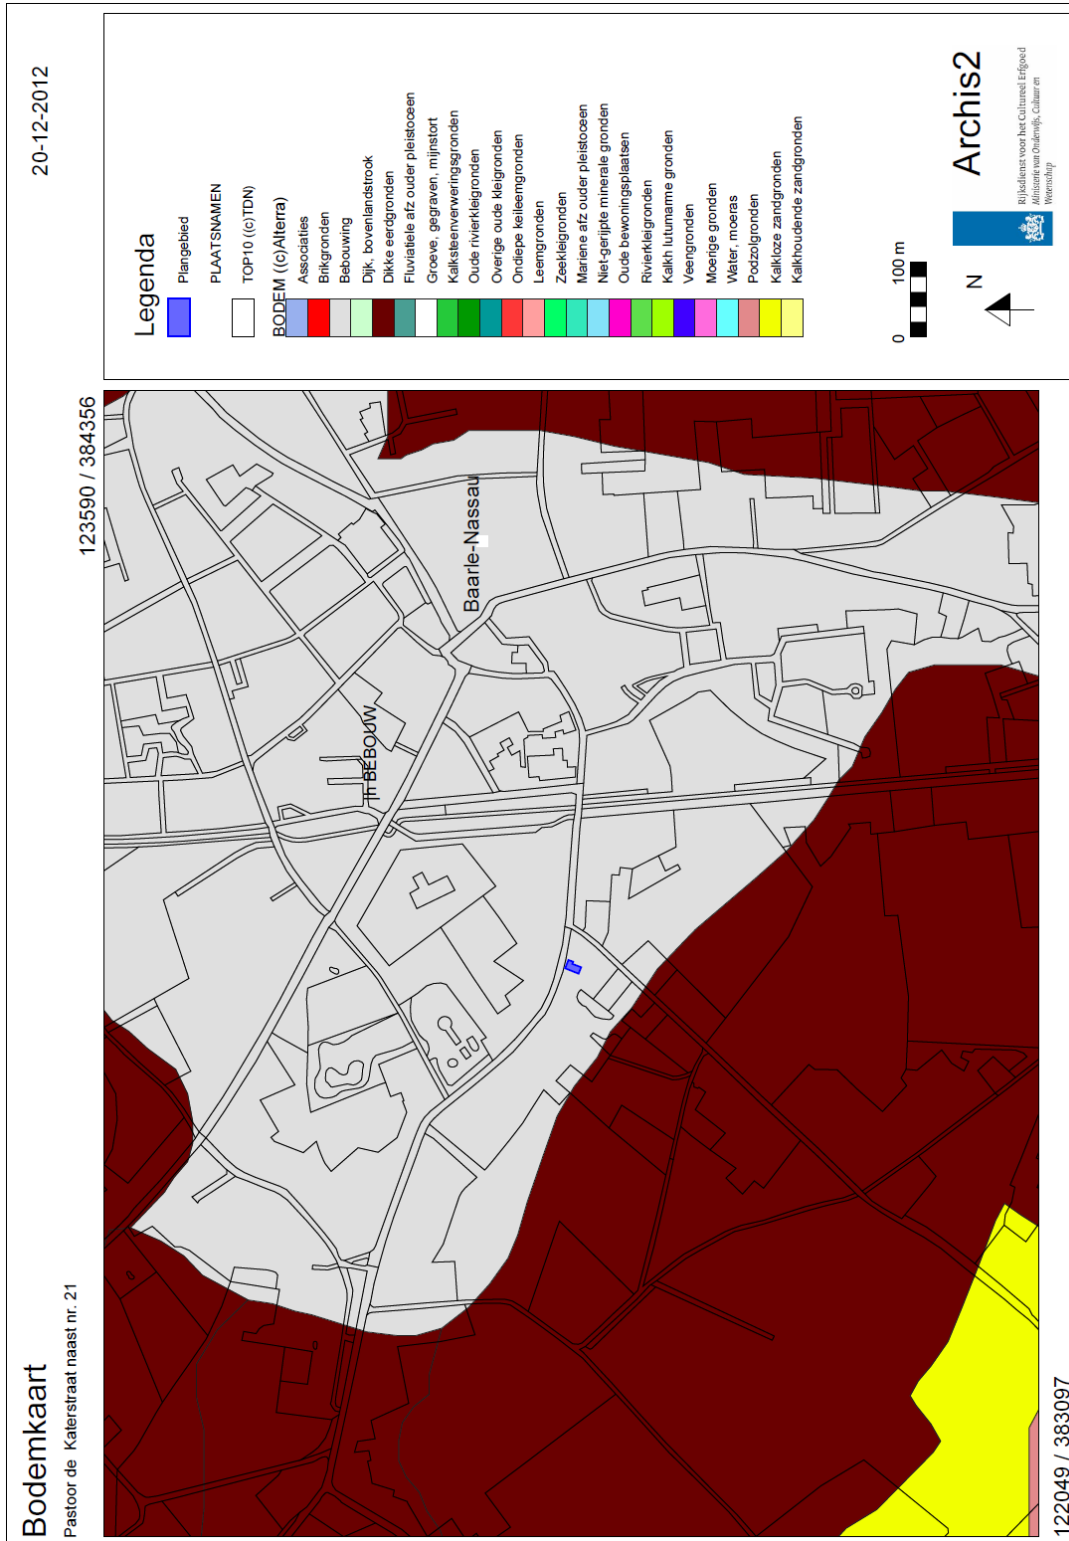 Bodemkaart
Pastoor de Katerstraat naast nr. 21
20-12-2012
123590 / 384356
Baarle-Nassau
|h BEBOUW
122049 / 383097
Legenda
Plangebied
PLAATSNAMEN
TOP10 ((c)TDN)
BODEM ((c)Alterra)
Associaties
Brikgronden
Bebouwing
Dijk, bovenlandstrook
Dikke eerdgronden
Fluviatiele afz ouder pleistoceen
Groeve, gegraven, mijnstort
Kalksteenverweringsgronden
Oude rivierkleigronden
Overige oude kleigronden
Ondiepe keileemgronden
Leemgronden
Zeekleigronden
Mariene afz ouder pleistoceen
Niet-gerijpte minerale gronden
Oude bewoningsplaatsen
Rivierkleigronden
Kalkh lutumarme gronden
Veengronden
Moerige gronden
Water, moeras
Podzolgronden
Kalkloze zandgronden
Kalkhoudende zandgronden
0 100 m
N
Archis2
Rijksdienst voor het Cultureel Erfgoed
Ministerie van Onderwijs, Cultuur en
Wetenschap